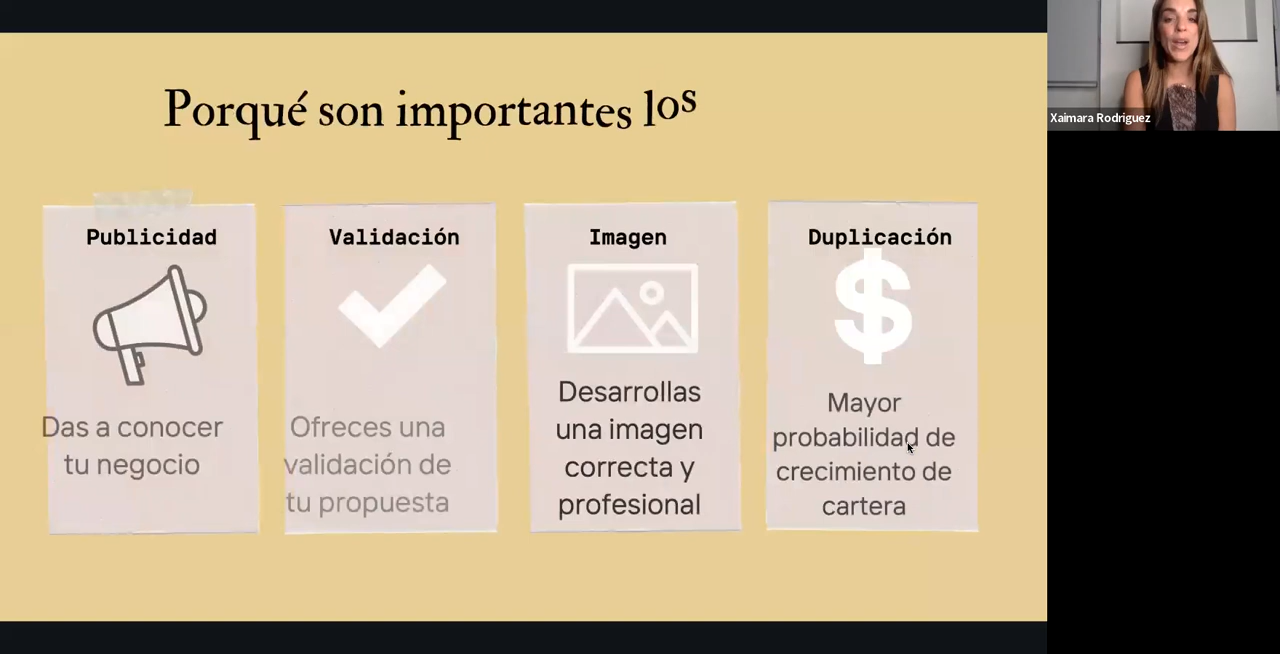 Porqué son importantes los
Publicidad
Das a conocer
tu negocio
Validación
Ofreces una
validación de
tu propuesta
Imagen
Desarrollas
una imagen
correcta y
profesional
Duplicación
$
Mayor
probabilidad de
crecimiento de
cartera
Xaimara Rodriguez